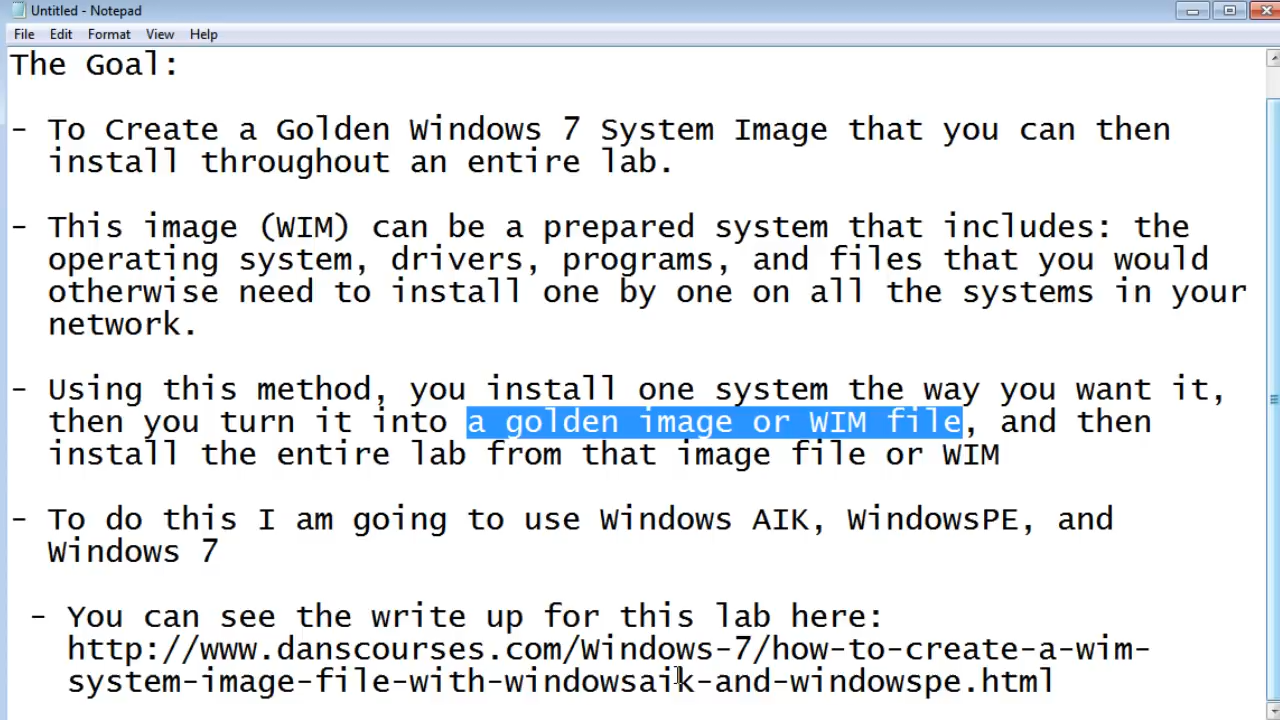 Untitled - Notepad
File Edit Format View Help
The Goal:
- To Create a Golden Windows 7 System Image that you can then
install throughout an entire lab.
- This image (WIM) can be a prepared system that includes: the
operating system, drivers, programs, and files that you would
otherwise need to install one by one on all the systems in your
network.
- Using this method, you install one system the way you want it,
then you turn it into a golden image or WIM file, and then
install the entire lab from that image file or WIM
- To do this I am going to use Windows AIK, WindowsPE, and
Windows 7
- You can see the write up for this lab here:
http://www.danscourses.com/Windows-7/how-to-create-a-wim-
system-image-file-with-windowsaik-and-windowspe.html